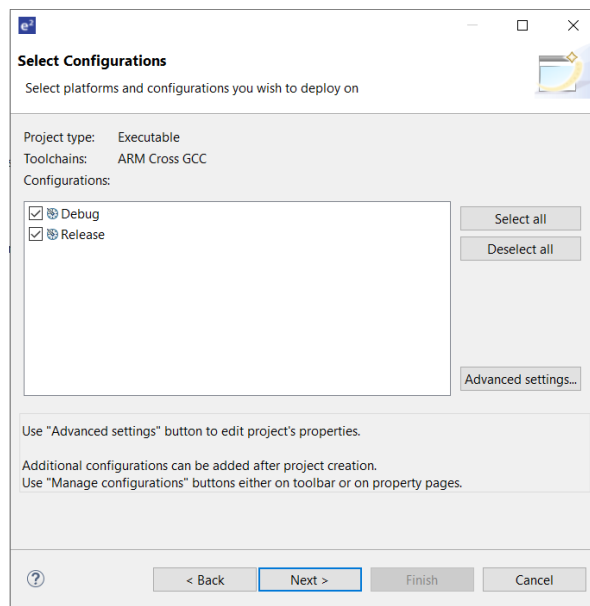 e²
Select Configurations
Select platforms and configurations you wish to deploy on
Project type: Executable
Toolchains: ARM Cross GCC
Configurations:
Debug
Release
Select all
Deselect all
Advanced settings...
Use "Advanced settings" button to edit project's properties.
Additional configurations can be added after project creation.
Use "Manage configurations" buttons either on toolbar or on property pages.
?
< Back
Next >
Finish
Cancel